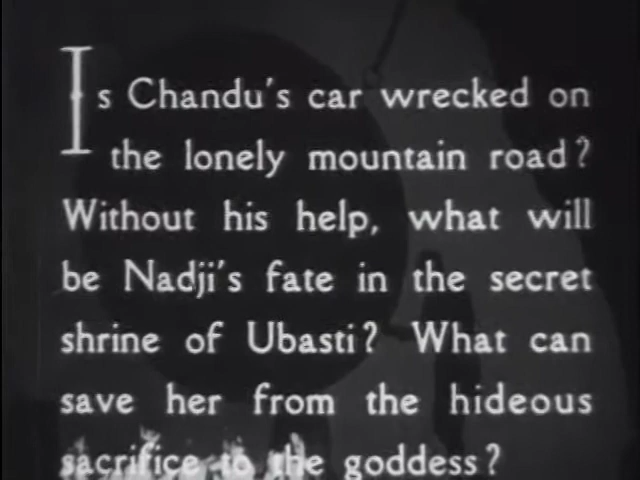 Is Chandu's car wrecked on
the lonely mountain road?
Without his help, what will
be Nadji's fate in the secret
shrine of Ubasti? What can
save her from the hideous
sacrifice to the goddess?